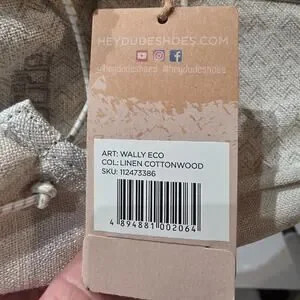 HEYDUDESHOES.COM
@heydudeshoes #heydudeshoes
ART: WALLY ECO
COL: LINEN COTTONWOOD
SKU: 112473386
4 894881 002064